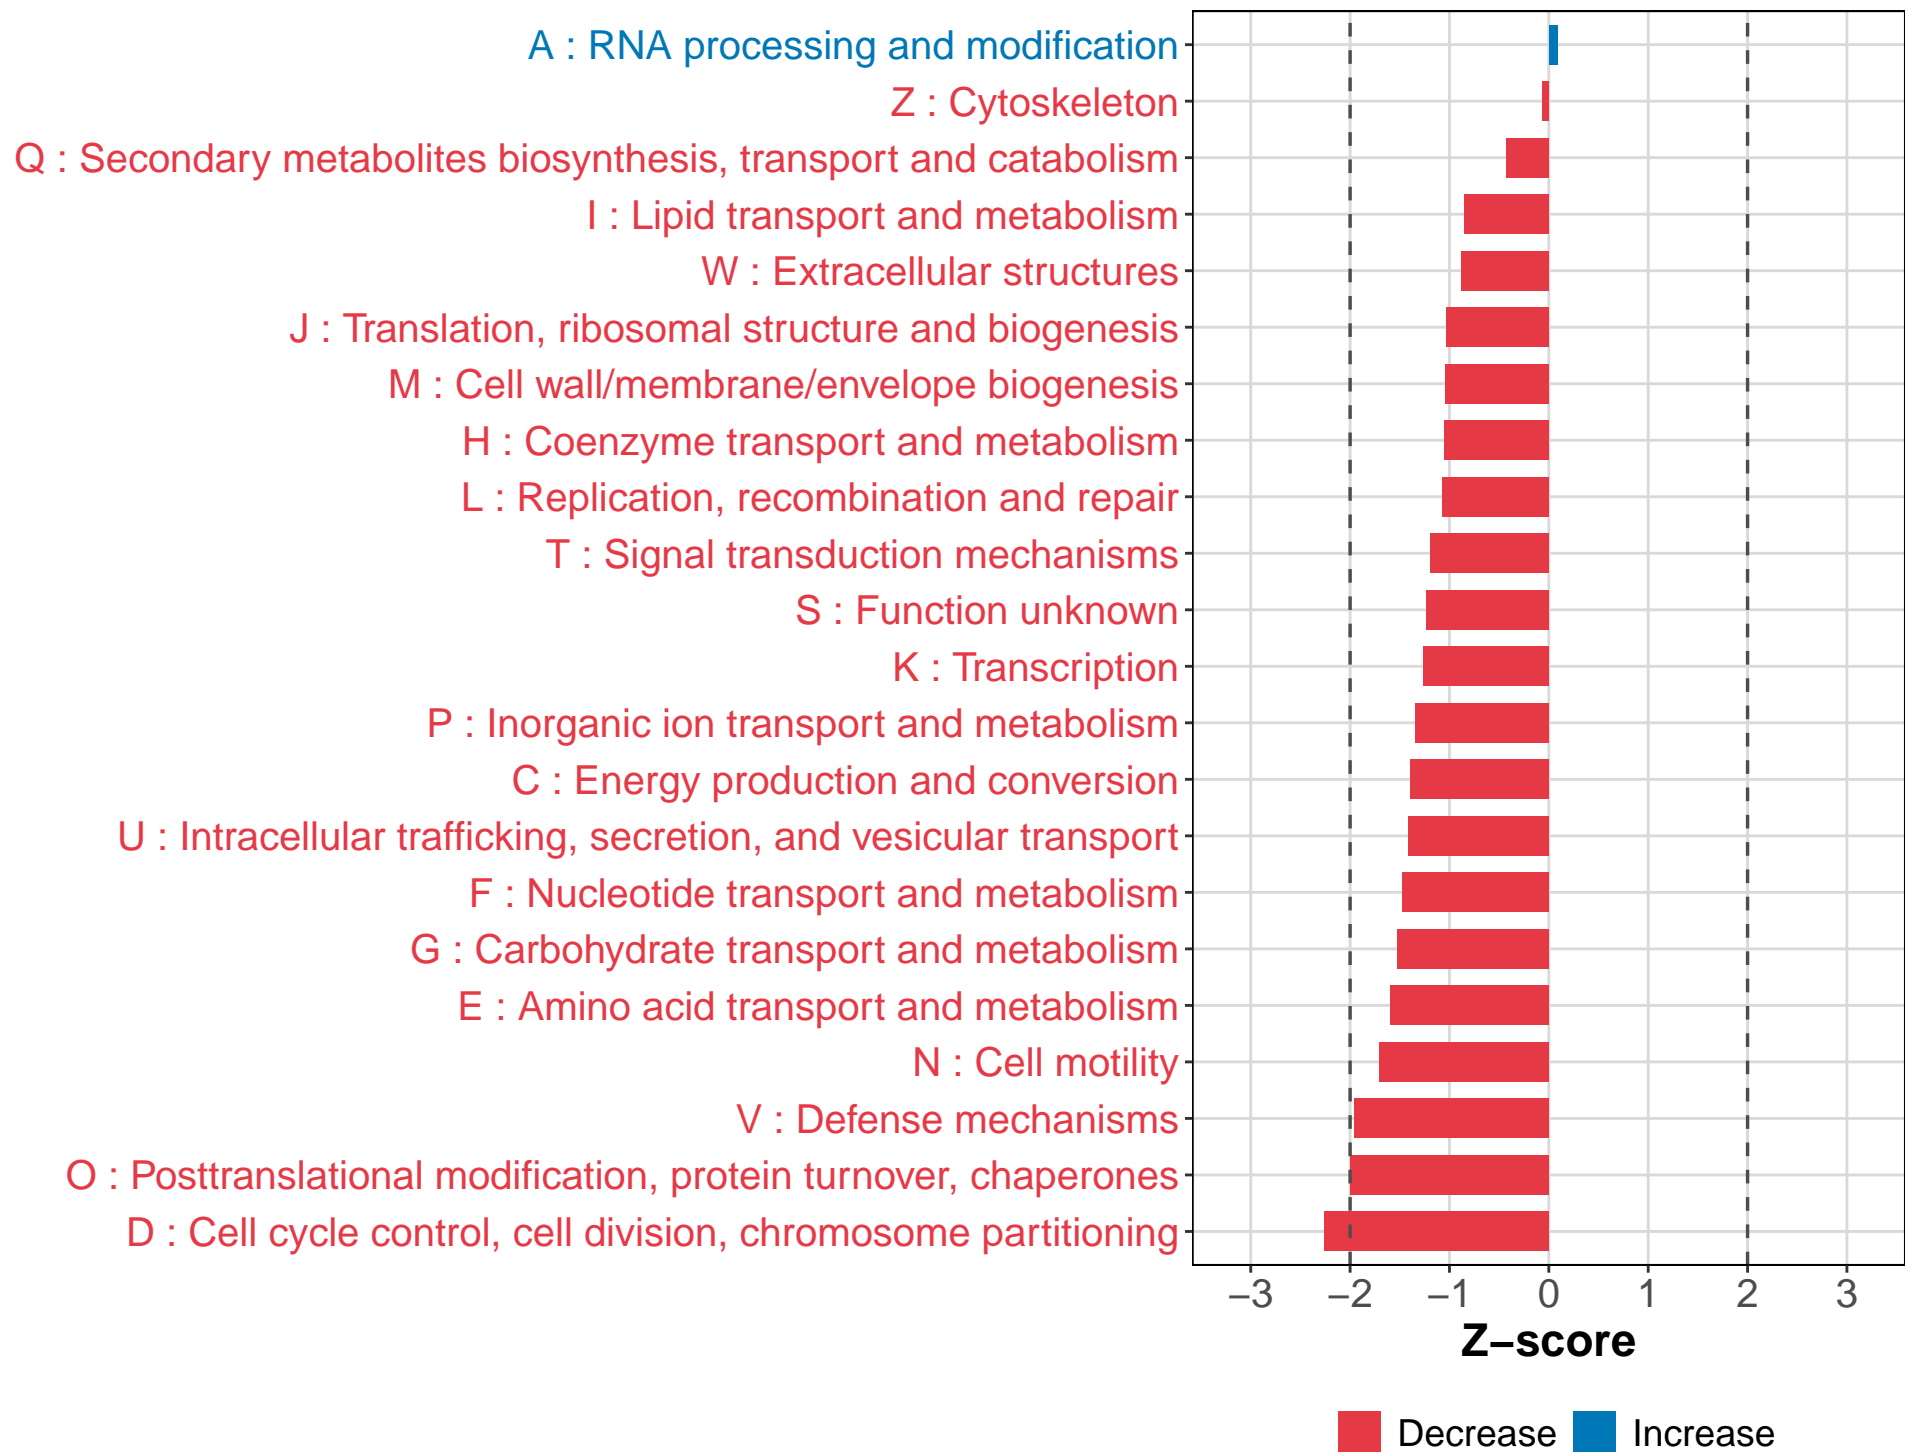 A : RNA processing and modification
Z : Cytoskeleton
Q : Secondary metabolites biosynthesis, transport and catabolism
I : Lipid transport and metabolism
W : Extracellular structures
J : Translation, ribosomal structure and biogenesis
M : Cell wall/membrane/envelope biogenesis
H : Coenzyme transport and metabolism
L : Replication, recombination and repair
T : Signal transduction mechanisms
S : Function unknown
K : Transcription
P : Inorganic ion transport and metabolism
C : Energy production and conversion
U : Intracellular trafficking, secretion, and vesicular transport
F : Nucleotide transport and metabolism
G : Carbohydrate transport and metabolism
E : Amino acid transport and metabolism
N : Cell motility
V : Defense mechanisms
O : Posttranslational modification, protein turnover, chaperones
D : Cell cycle control, cell division, chromosome partitioning
−3 −2 −1 0 1 2 3
Z−score
Decrease Increase